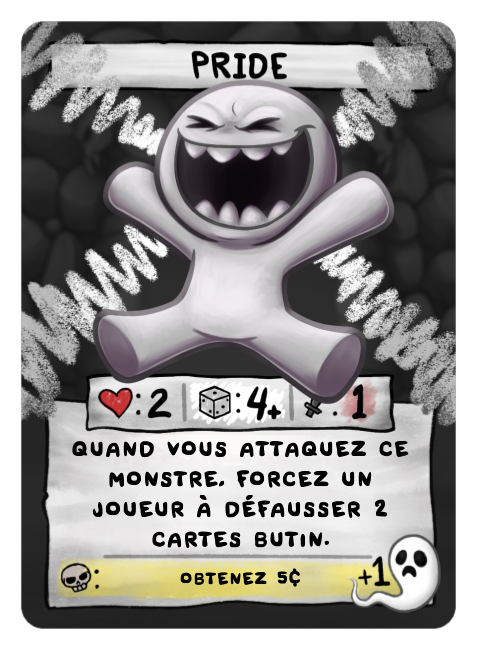 PRIDE
:2 :4+ : 1
QUAND VOUS ATTAQUEZ CE
MONSTRE, FORCEZ UN
JOUEUR À DÉFAUSSER 2
CARTES BUTIN.
: OBTENEZ 5¢ +1